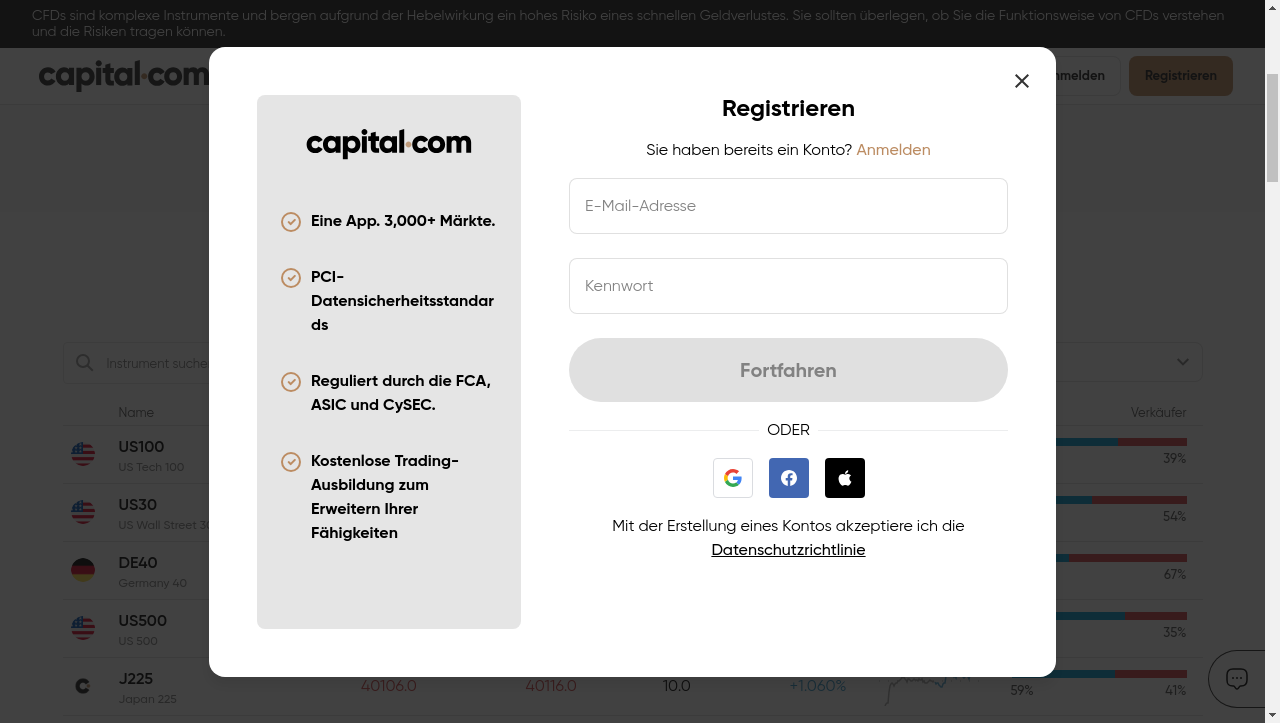 CFDs sind komplexe Instrumente und bergen aufgrund der Hebelwirkung ein hohes Risiko eines schnellen Geldverlustes. Sie sollten überlegen, ob Sie die Funktionsweise von CFDs verstehen
und die Risiken tragen können.
capital.com
nmelden
Registrieren
capital.com
Eine App. 3,000+ Märkte.
PCI-
Datensicherheitsstandar
ds
Reguliert durch die FCA,
ASIC und CySEC.
Kostenlose Trading-
Ausbildung zum
Erweitern Ihrer
Fähigkeiten
Registrieren
Sie haben bereits ein Konto? Anmelden
E-Mail-Adresse
Kennwort
Fortfahren
ODER
Mit der Erstellung eines Kontos akzeptiere ich die
Datenschutzrichtlinie
Instrument suche
Name
Verkäufer
US100
US Tech 100
39%
US30
US Wall Street 30
54%
DE40
Germany 40
67%
US500
US 500
35%
J225
Japan 225
40106.0
40116.0
10.0
+1.060%
59%
41%